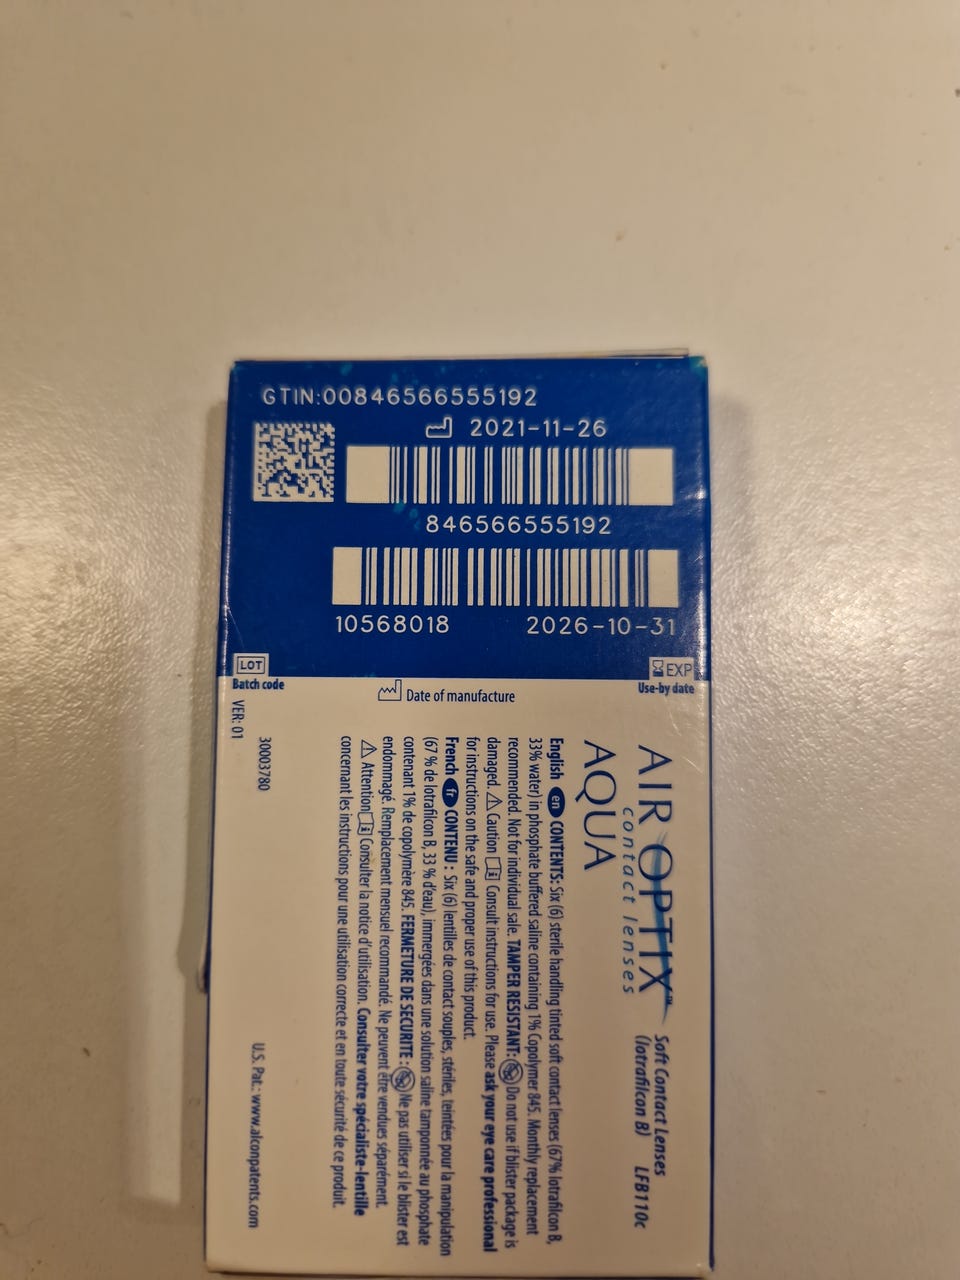 GTIN:00846566555192
2021-11-26
846566555192
10568018 2026-10-31
LOT EXP
Batch code Date of manufacture Use-by date
AIR OPTIX™
contact lenses
AQUA
Soft Contact Lenses
(lotrafilcon B) LFB110c
English en CONTENTS: Six (6) sterile handling tinted soft contact lenses (67% lotrafilcon B,
33% water) in phosphate buffered saline containing 1% Copolymer 845. Monthly replacement
recommended. Not for individual sale. TAMPER RESISTANT: Do not use if blister package is
damaged. Caution Consult instructions for use. Please ask your eye care professional
for instructions on the safe and proper use of this product.
French fr CONTENU : Six (6) lentilles de contact souples, stériles, teintées pour la manipulation
(67 % de lotrafilcon B, 33 % d'eau), immergées dans une solution saline tamponnée au phosphate
contenant 1% de copolymère 845. FERMETURE DE SECURITE : Ne pas utiliser si le blister est
endommagé. Remplacement mensuel recommandé. Ne peuvent être vendues séparément.
Attention Consulter la notice d'utilisation. Consulter votre spécialiste-lentille
concernant les instructions pour une utilisation correcte et en toute sécurité de ce produit.
30003780
VER: 01
U.S. Pat.: www.alconpatents.com